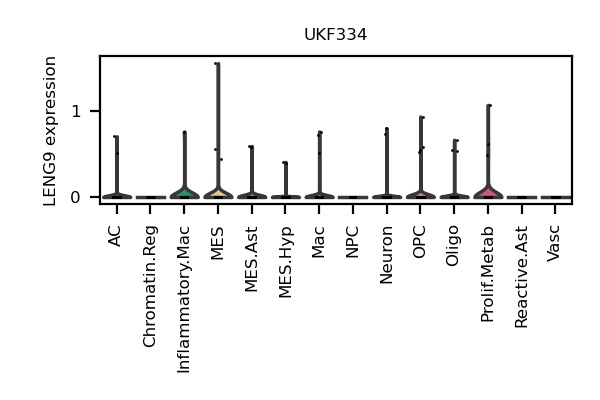 UKF334
LENG9 expression
1
0
AC
Chromatin.Reg
Inflammatory.Mac
MES
MES.Ast
MES.Hyp
Mac
NPC
Neuron
OPC
Oligo
Prolif.Metab
Reactive.Ast
Vasc